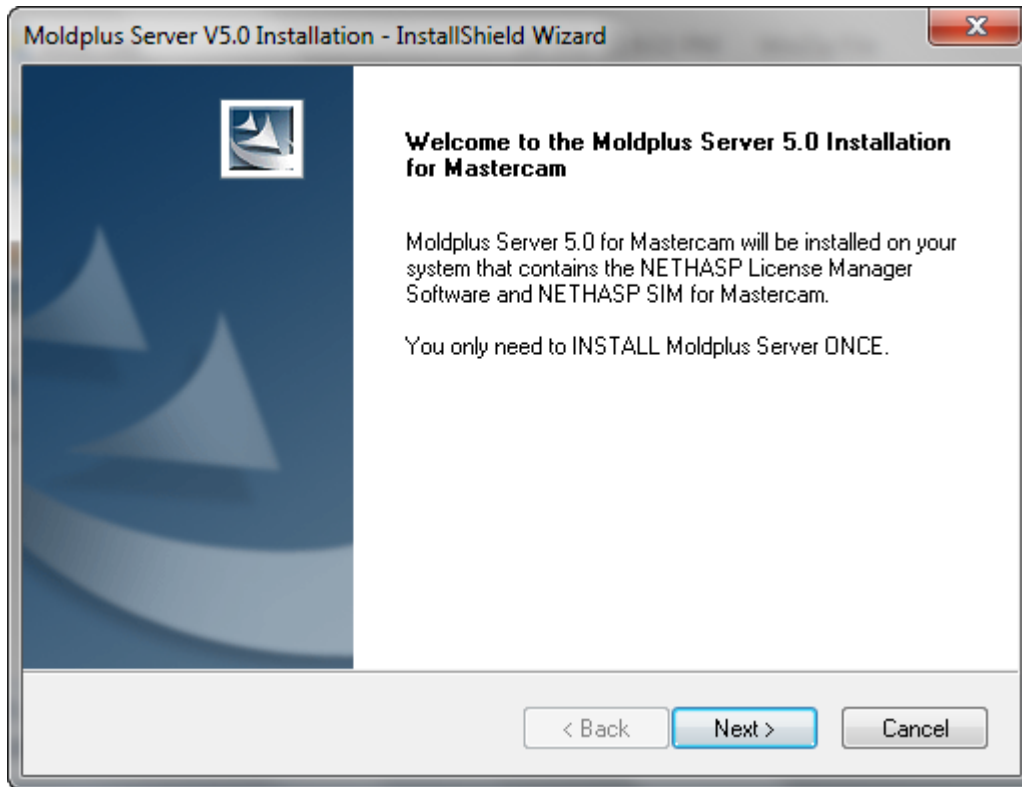 Moldplus Server V5.0 Installation - InstallShield Wizard
Welcome to the Moldplus Server 5.0 Installation
for Mastercam
Moldplus Server 5.0 for Mastercam will be installed on your
system that contains the NETHASP License Manager
Software and NETHASP SIM for Mastercam.
You only need to INSTALL Moldplus Server ONCE.
< Back Next > Cancel